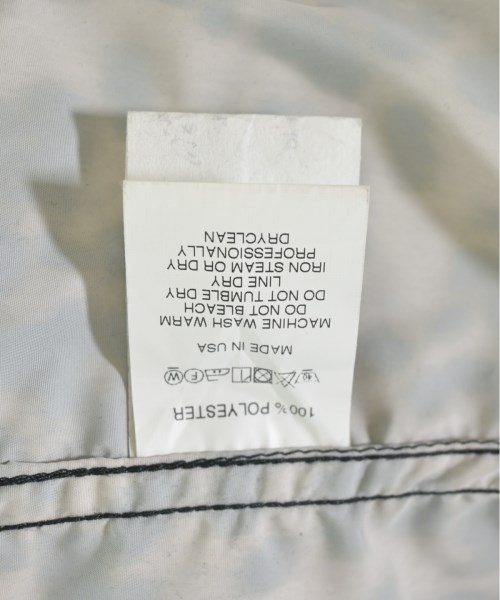 100% POLYESTER
MADE IN USA
MACHINE WASH WARM
DO NOT BLEACH
DO NOT TUMBLE DRY
LINE DRY
IRON STEAM OR DRY
PROFESSIONALLY
DRYCLEAN